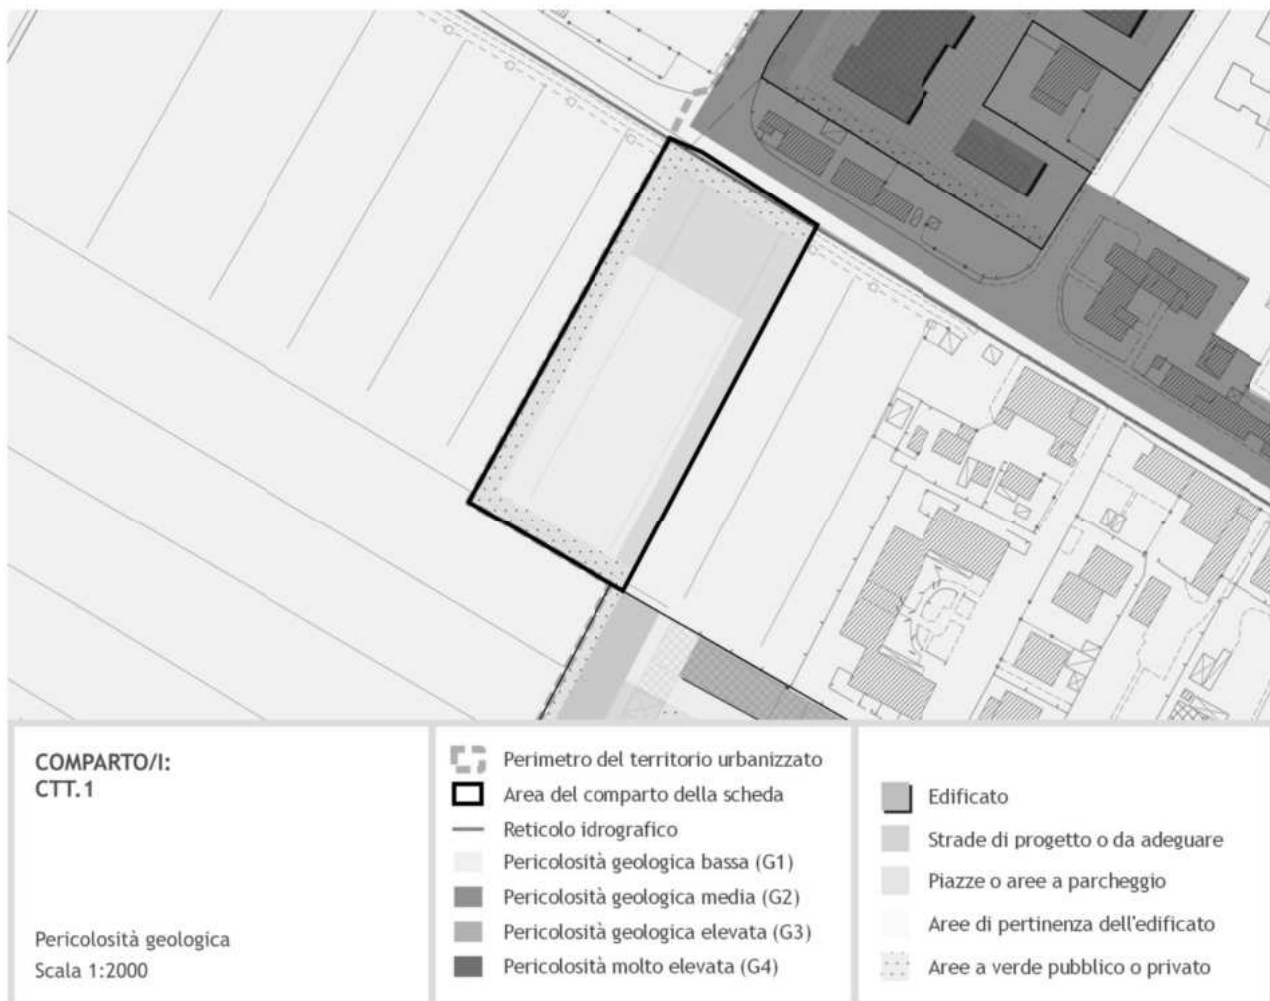 COMPARTO/I:
CTT.1
Pericolosità geologica
Scala 1:2000
Perimetro del territorio urbanizzato
Area del comparto della scheda
Reticolo idrografico
Pericolosità geologica bassa (G1)
Pericolosità geologica media (G2)
Pericolosità geologica elevata (G3)
Pericolosità molto elevata (G4)
Edificato
Strade di progetto o da adeguare
Piazze o aree a parcheggio
Aree di pertinenza dell'edificato
Aree a verde pubblico o privato